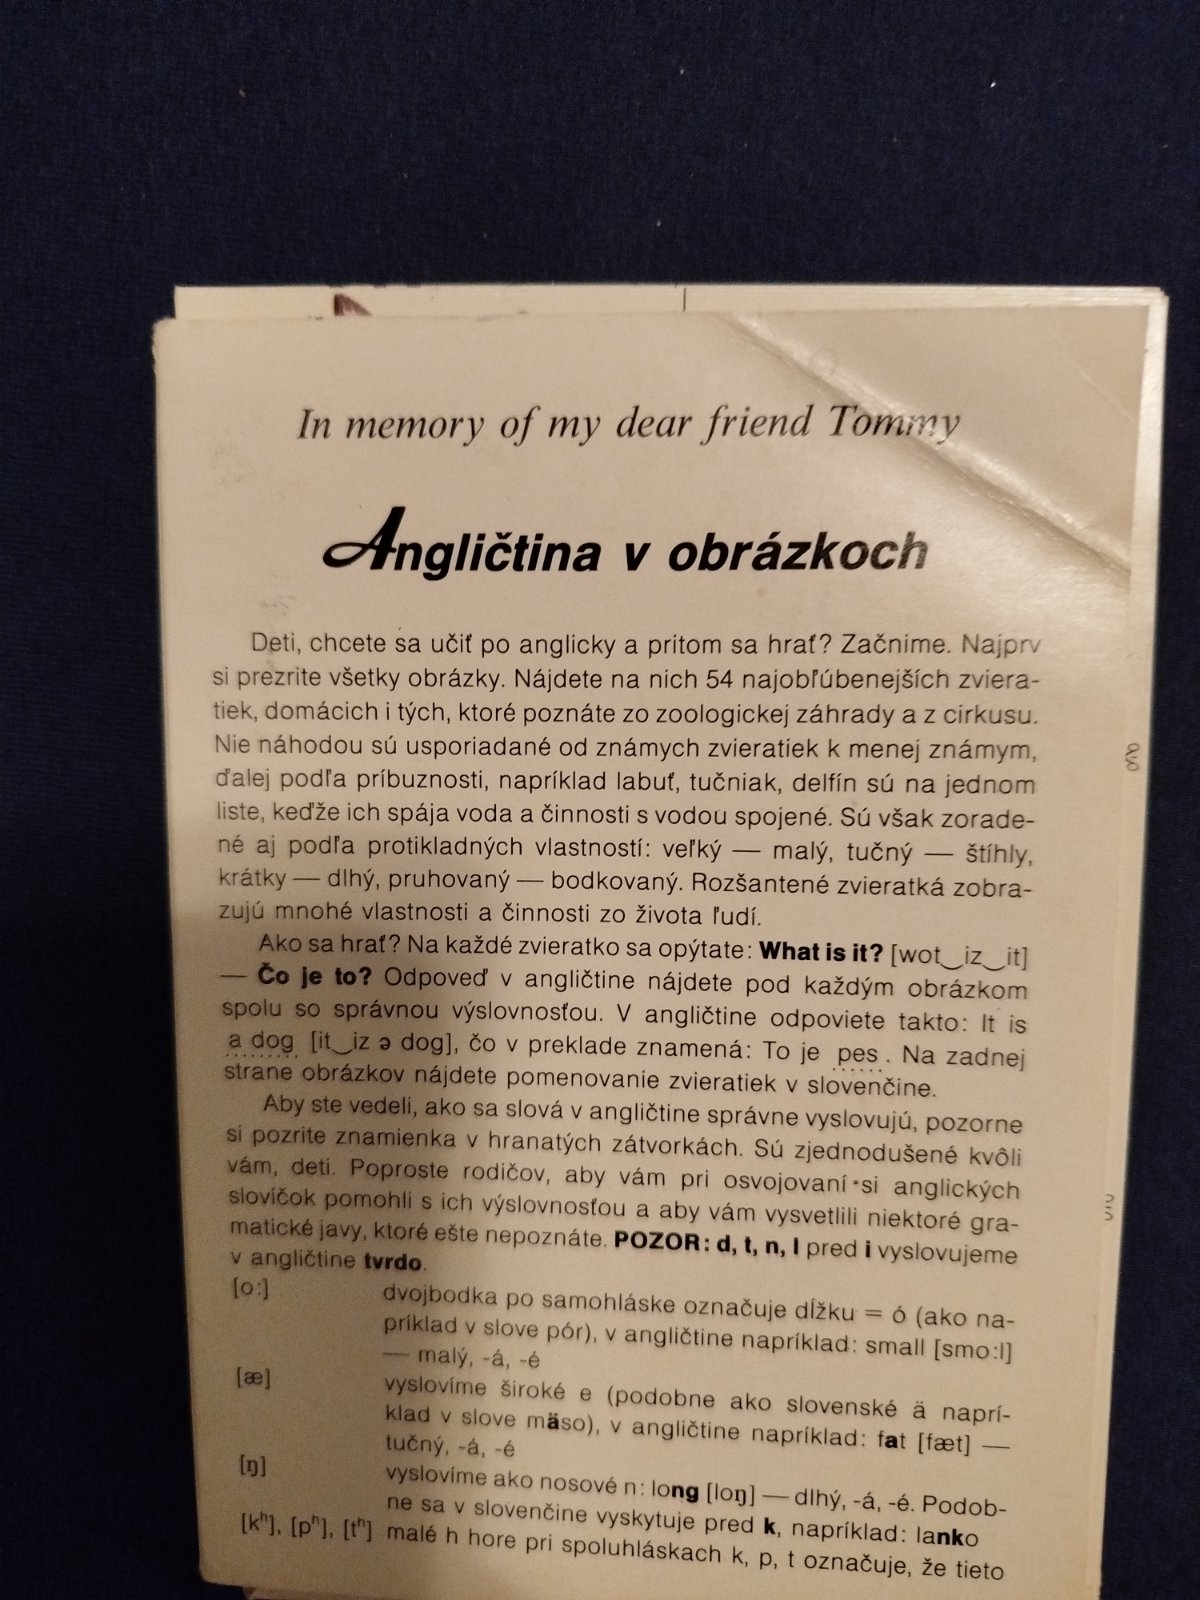 In memory of my dear friend Tommy
Angličtina v obrázkoch
Deti, chcete sa učiť po anglicky a pritom sa hrať? Začnime. Najprv
si prezrite všetky obrázky. Nájdete na nich 54 najobľúbenejších zviera-
tiek, domácich i tých, ktoré poznáte zo zoologickej záhrady a z cirkusu.
Nie náhodou sú usporiadané od známych zvieratiek k menej známym,
ďalej podľa príbuznosti, napríklad labuť, tučniak, delfín sú na jednom
liste, keďže ich spája voda a činnosti s vodou spojené. Sú však zorade-
né aj podľa protikladných vlastností: veľký — malý, tučný — štíhly,
krátky — dlhý, pruhovaný — bodkovaný. Rozšantené zvieratká zobra-
zujú mnohé vlastnosti a činnosti zo života ľudí.
Ako sa hrať? Na každé zvieratko sa opýtate: What is it? [wot‿iz‿it]
— Čo je to? Odpoveď v angličtine nájdete pod každým obrázkom
spolu so správnou výslovnosťou. V angličtine odpoviete takto: It is
a dog [it‿iz ə dog], čo v preklade znamená: To je pes. Na zadnej
strane obrázkov nájdete pomenovanie zvieratiek v slovenčine.
Aby ste vedeli, ako sa slová v angličtine správne vyslovujú, pozorne
si pozrite znamienka v hranatých zátvorkách. Sú zjednodušené kvôli
vám, deti. Poproste rodičov, aby vám pri osvojovaní si anglických
slovíčok pomohli s ich výslovnosťou a aby vám vysvetlili niektoré gra-
matické javy, ktoré ešte nepoznáte. POZOR: d, t, n, l pred i vyslovujeme
v angličtine tvrdo.
[o:] dvojbodka po samohláske označuje dĺžku = ó (ako na-
príklad v slove pór), v angličtine napríklad: small [smo:l]
— malý, -á, -é
[æ] vyslovíme široké e (podobne ako slovenské ä naprí-
klad v slove mäso), v angličtine napríklad: fat [fæt] —
tučný, -á, -é
[ŋ] vyslovíme ako nosové n: long [loŋ] — dlhý, -á, -é. Podob-
ne sa v slovenčine vyskytuje pred k, napríklad: lanko
[kʰ], [pʰ], [tʰ] malé h hore pri spoluhláskach k, p, t označuje, že tieto